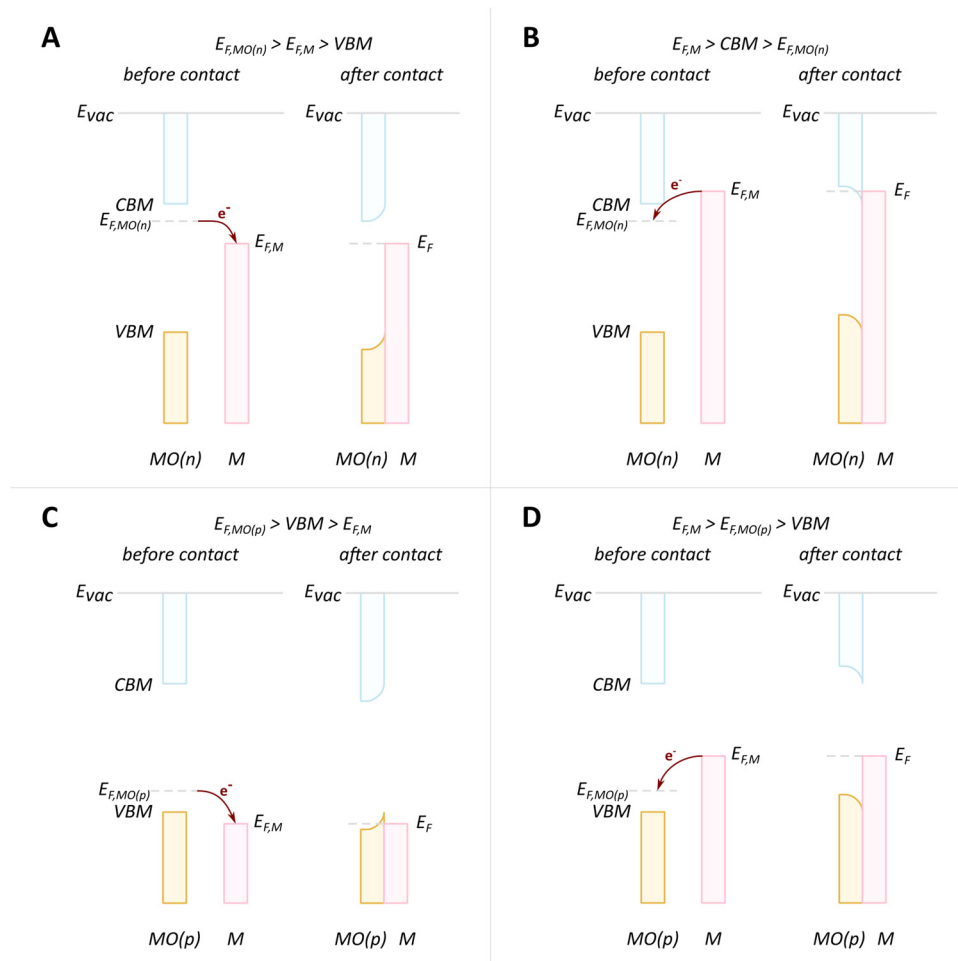 A
E_F,MO(n) > E_F,M > VBM
before contact
after contact
E_vac
E_vac
CBM
E_F,MO(n)
e⁻
E_F,M
E_F
VBM
MO(n)
M
MO(n)
M
B
E_F,M > CBM > E_F,MO(n)
before contact
after contact
E_vac
E_vac
e⁻
E_F,M
E_F
CBM
E_F,MO(n)
VBM
MO(n)
M
MO(n)
M
C
E_F,MO(p) > VBM > E_F,M
before contact
after contact
E_vac
E_vac
CBM
E_F,MO(p)
e⁻
VBM
E_F,M
E_F
MO(p)
M
MO(p)
M
D
E_F,M > E_F,MO(p) > VBM
before contact
after contact
E_vac
E_vac
CBM
e⁻
E_F,M
E_F
E_F,MO(p)
VBM
MO(p)
M
MO(p)
M